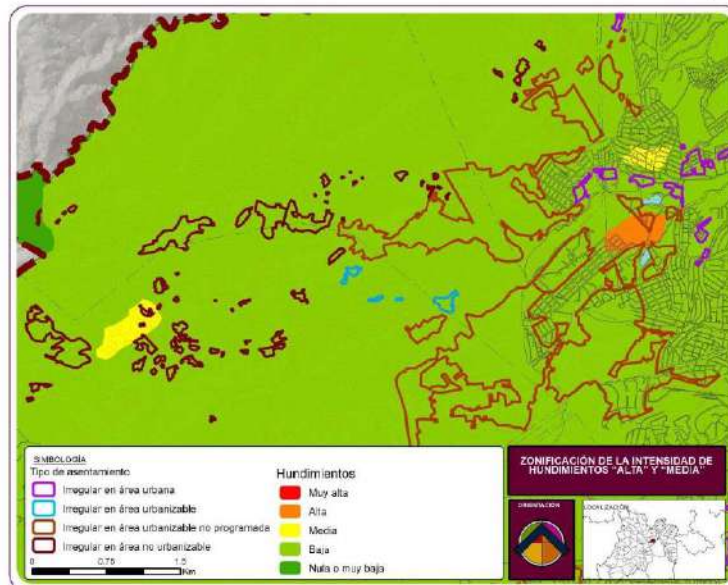 SIMBOLOGÍA
Tipo de asentamiento
Irregular en área urbana
Irregular en área urbanizable
Irregular en área urbanizable no programada
Irregular en área no urbanizable
0 0.75 1.5
Km
Hundimientos
Muy alta
Alta
Media
Baja
Nula o muy baja
ZONIFICACIÓN DE LA INTENSIDAD DE
HUNDIMIENTOS "ALTA" Y "MEDIA"
ORIENTACIÓN
LOCALIZACIÓN